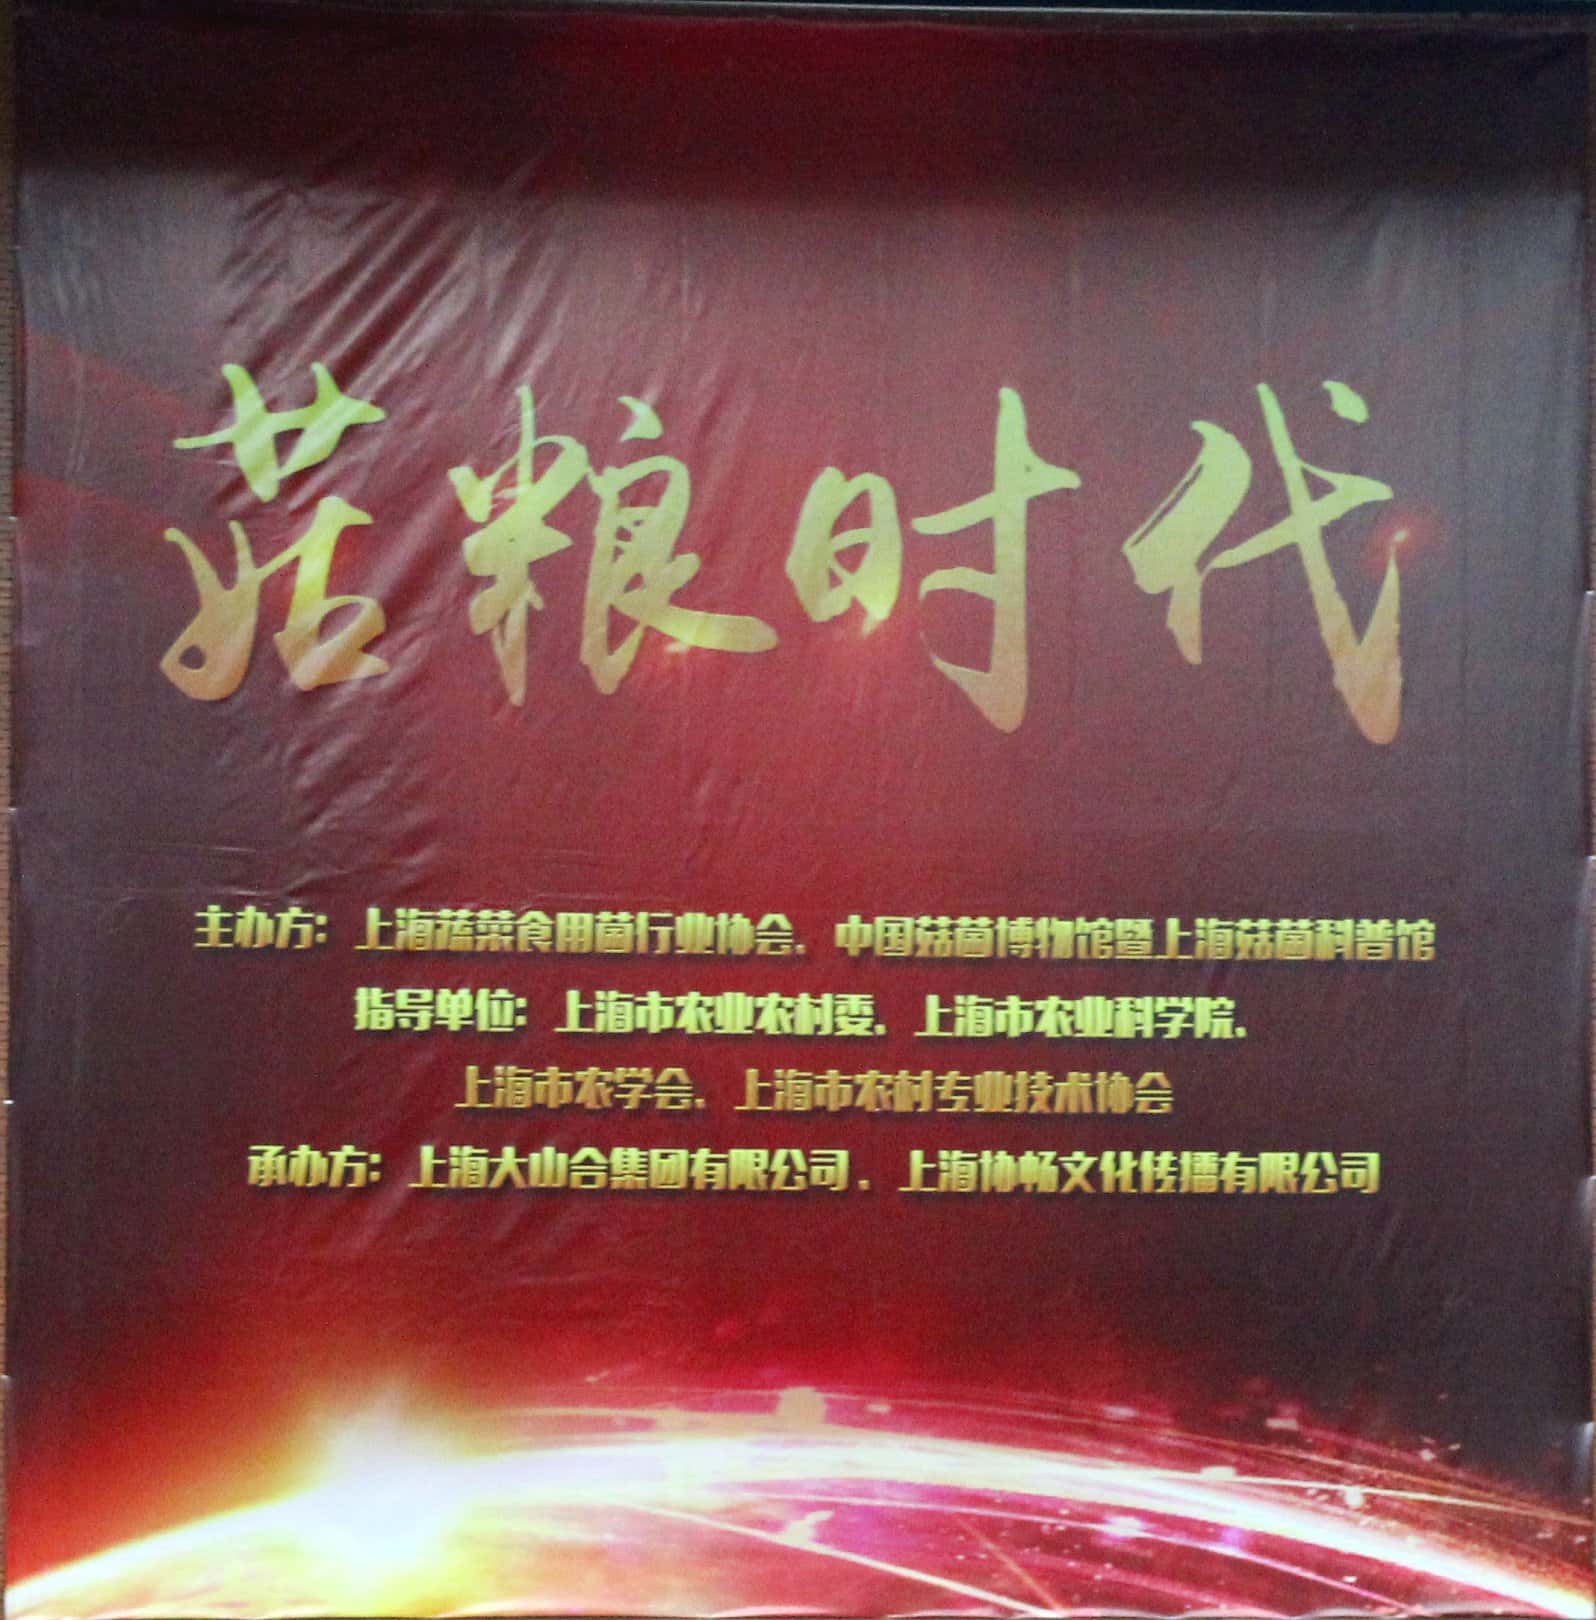 菇粮时代
主办方：上海蔬菜食用菌行业协会、中国菇菌博物馆暨上海菇菌科普馆
指导单位：上海市农业农村委、上海市农业科学院、
上海市农学会、上海市农村专业技术协会
承办方：上海大山合集团有限公司、上海协畅文化传播有限公司